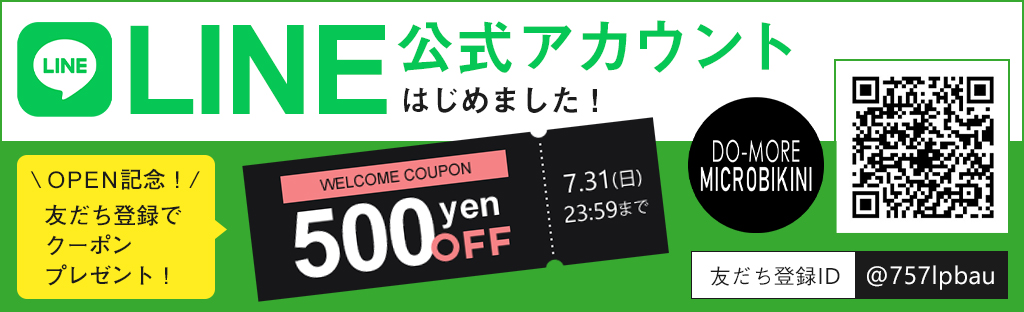 LINE
LINE
公式アカウント
はじめました！
\ OPEN記念！/
友だち登録で
クーポン
プレゼント！
WELCOME COUPON
500yen
OFF
7.31(日)
23:59まで
DO-MORE
MICROBIKINI
友だち登録ID
@757lpbau